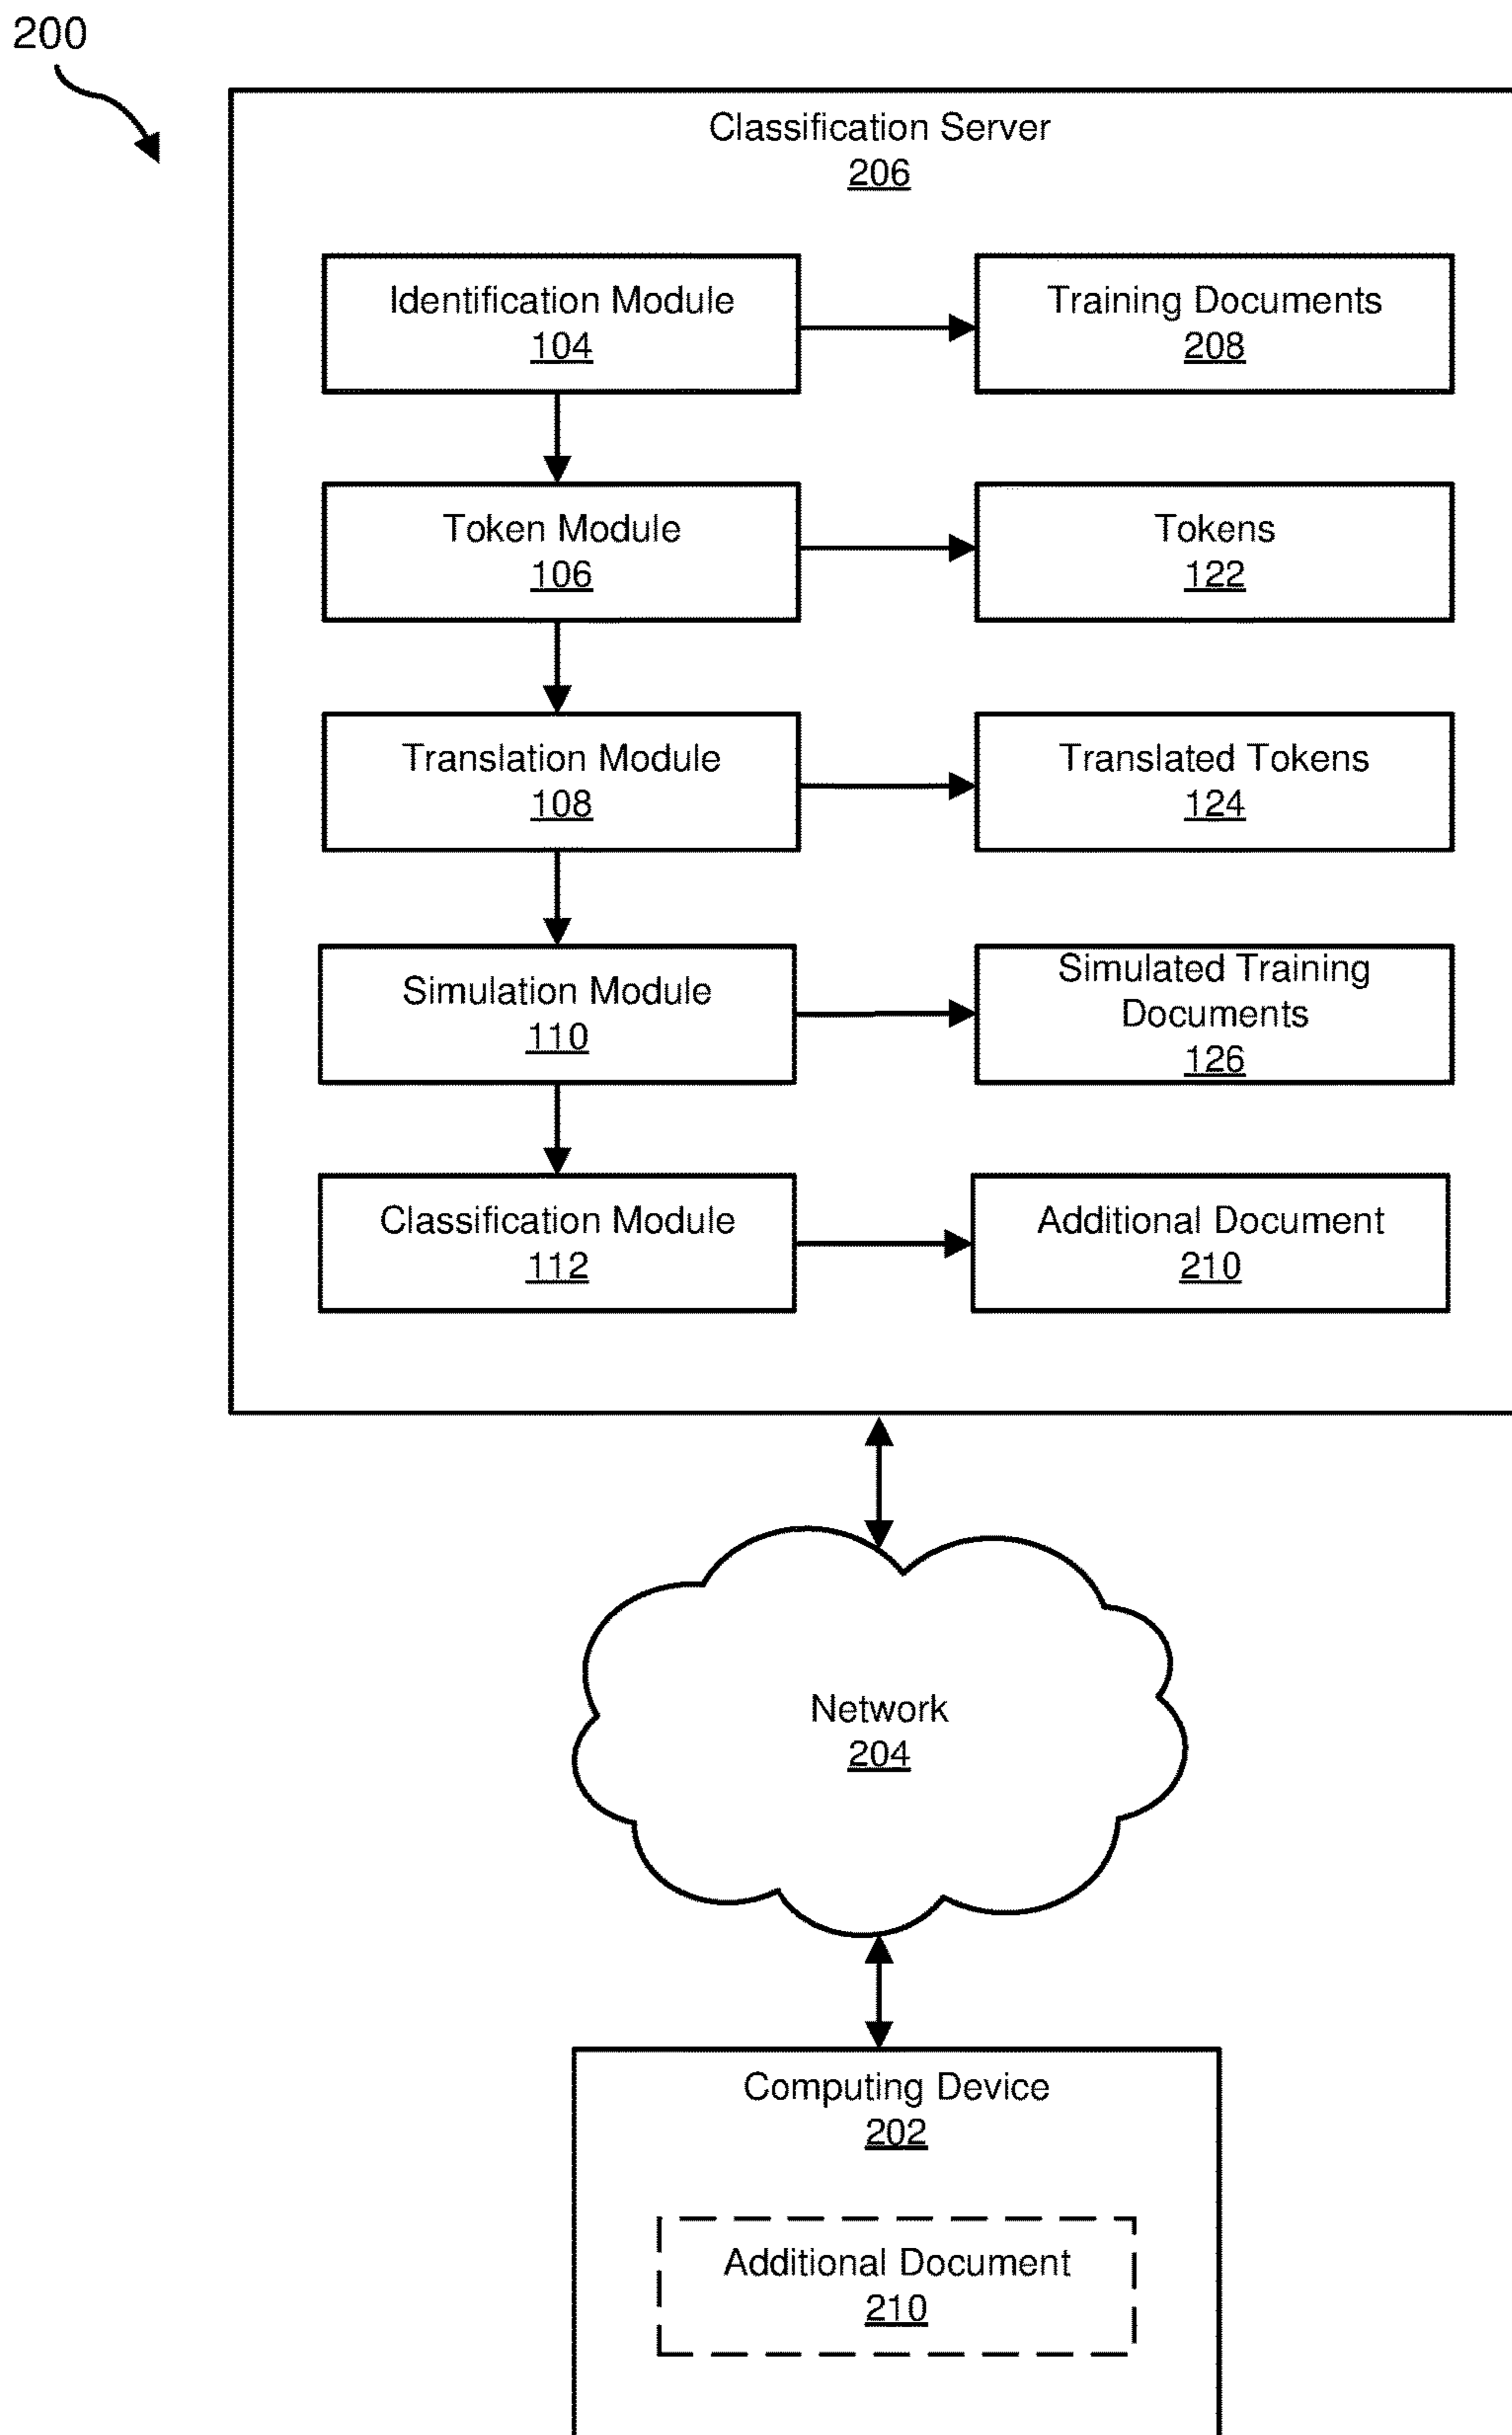 200
Classification Server
206
Identification Module
104
Training Documents
208
Token Module
106
Tokens
122
Translation Module
108
Translated Tokens
124
Simulation Module
110
Simulated Training
Documents
126
Classification Module
112
Additional Document
210
Network
204
Computing Device
202
Additional Document
210